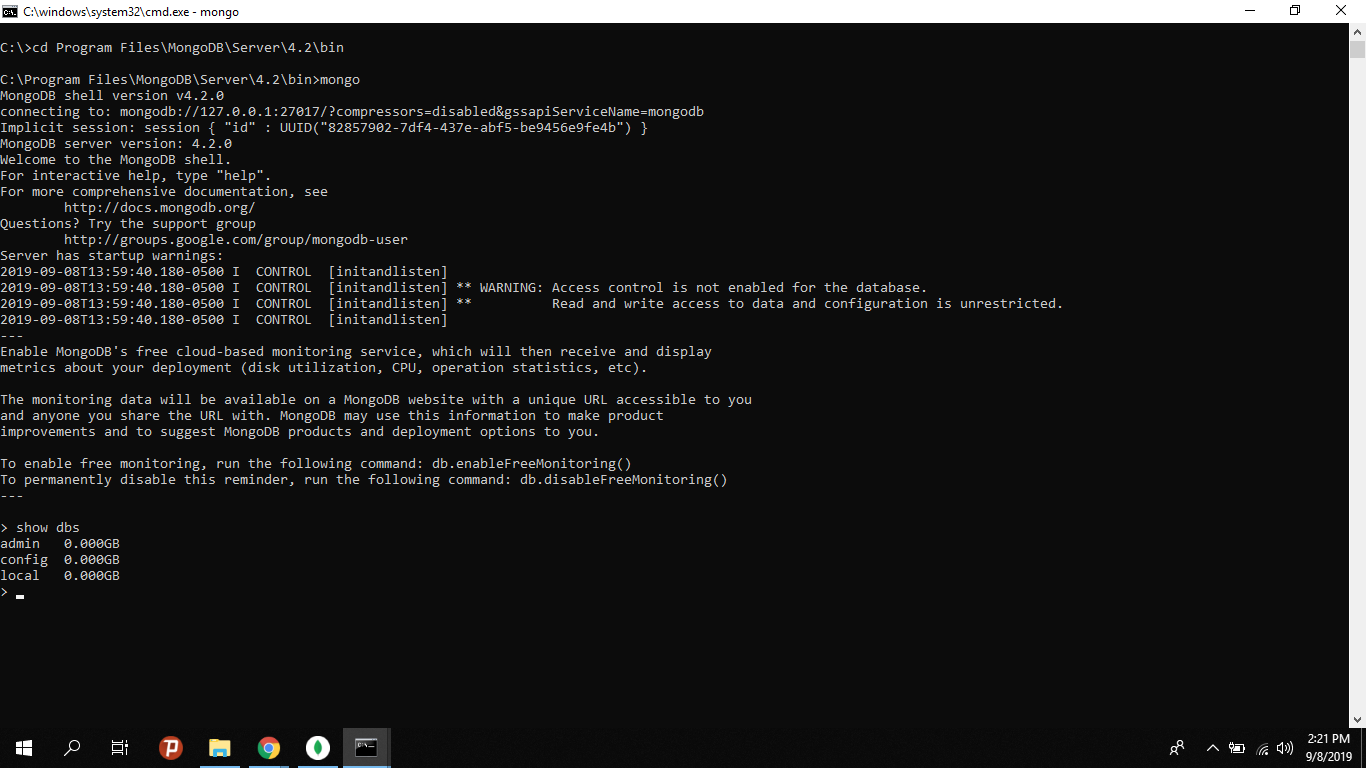 C:\windows\system32\cmd.exe - mongo
C:\>cd Program Files\MongoDB\Server\4.2\bin
C:\Program Files\MongoDB\Server\4.2\bin>mongo
MongoDB shell version v4.2.0
connecting to: mongodb://127.0.0.1:27017/?compressors=disabled&gssapiServiceName=mongodb
Implicit session: session { "id" : UUID("82857902-7df4-437e-abf5-be9456e9fe4b") }
MongoDB server version: 4.2.0
Welcome to the MongoDB shell.
For interactive help, type "help".
For more comprehensive documentation, see
        http://docs.mongodb.org/
Questions? Try the support group
        http://groups.google.com/group/mongodb-user
Server has startup warnings:
2019-09-08T13:59:40.180-0500 I  CONTROL  [initandlisten]
2019-09-08T13:59:40.180-0500 I  CONTROL  [initandlisten] ** WARNING: Access control is not enabled for the database.
2019-09-08T13:59:40.180-0500 I  CONTROL  [initandlisten] **          Read and write access to data and configuration is unrestricted.
2019-09-08T13:59:40.180-0500 I  CONTROL  [initandlisten]
---
Enable MongoDB's free cloud-based monitoring service, which will then receive and display
metrics about your deployment (disk utilization, CPU, operation statistics, etc).
The monitoring data will be available on a MongoDB website with a unique URL accessible to you
and anyone you share the URL with. MongoDB may use this information to make product
improvements and to suggest MongoDB products and deployment options to you.
To enable free monitoring, run the following command: db.enableFreeMonitoring()
To permanently disable this reminder, run the following command: db.disableFreeMonitoring()
---
> show dbs
admin   0.000GB
config  0.000GB
local   0.000GB
>
2:21 PM
9/8/2019